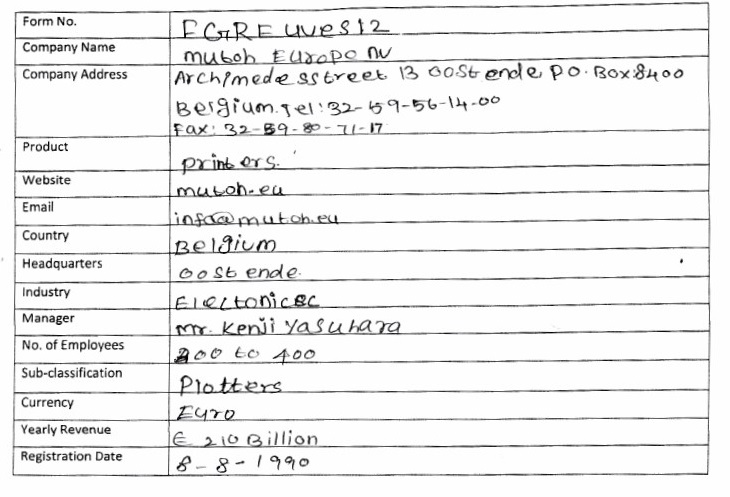 Form No. FGREUVES12
Company Name Mutoh Europe NV
Company Address Archimedesstreet 13 Oostende, P.O. Box 8400
Belgium. Tel: 32-59-56-14-00
Fax: 32-59-80-71-17
Product Printers.
Website mutoh.eu
Email info@mutoh.eu
Country Belgium
Headquarters Oostende.
Industry
Manager Mr. Kenji Yasuhara
No. of Employees 200 to 400
Sub-classification Plotters
Currency Euro
Yearly Revenue € 210 Billion
Registration Date 8-8-1990